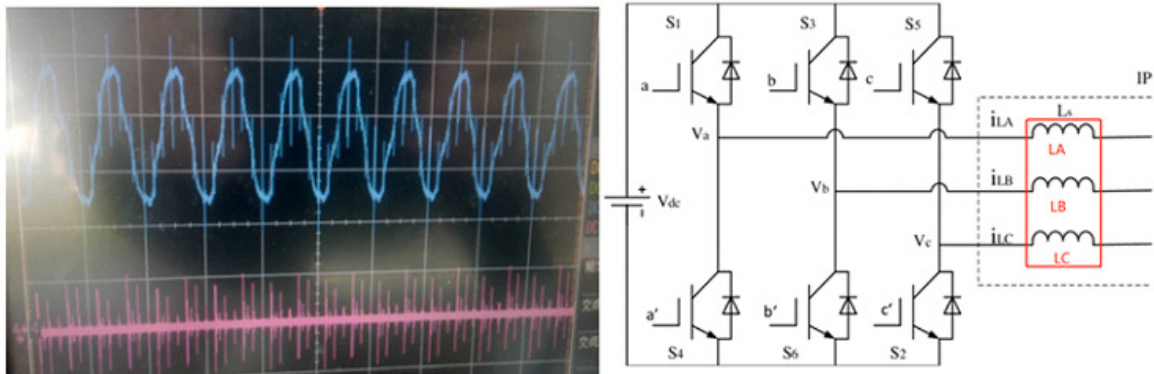 S1
S3
S5
a
b
c
IP
Va
iLA
Ls
LA
Vb
iLB
LB
+
Vdc
-
Vc
iLC
LC
a'
b'
c'
S4
S6
S2